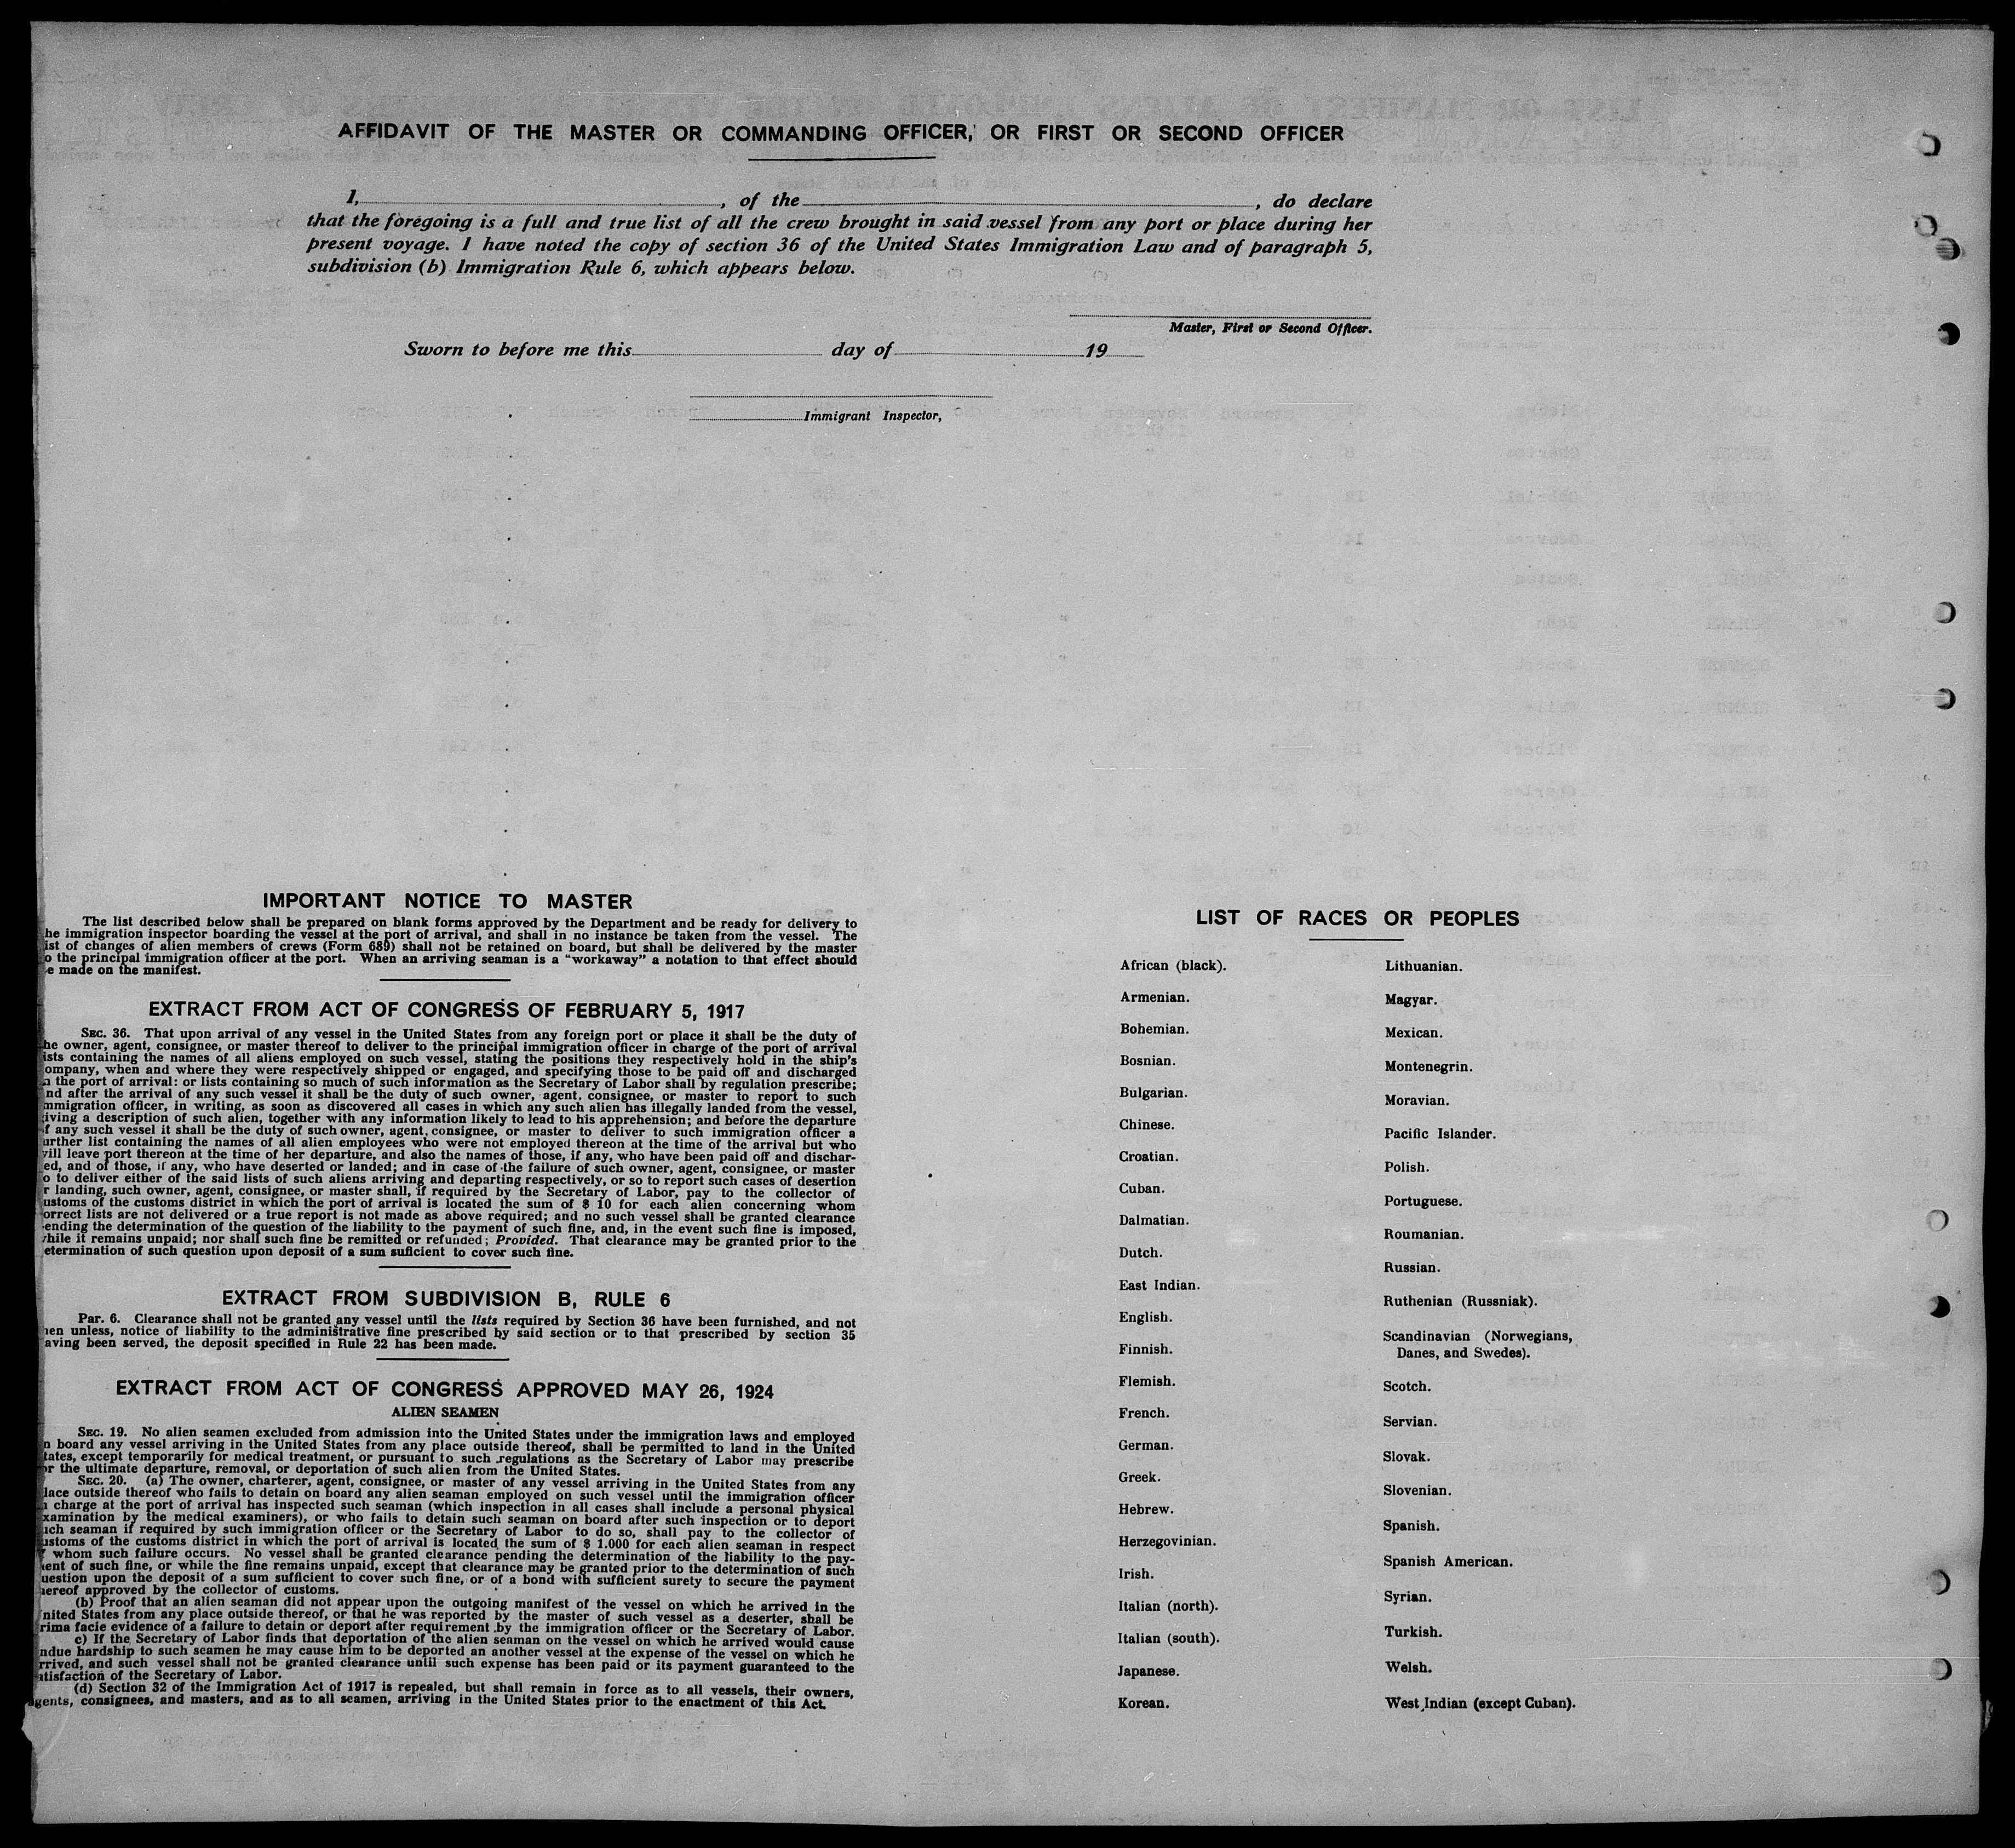 AFFIDAVIT OF THE MASTER OR COMMANDING OFFICER, OR FIRST OR SECOND OFFICER
I, , of the , do declare
that the foregoing is a full and true list of all the crew brought in said vessel from any port or place during her
present voyage. I have noted the copy of section 36 of the United States Immigration Law and of paragraph 5,
subdivision (b) Immigration Rule 6, which appears below.
Master, First or Second Officer.
Sworn to before me this day of 19
Immigrant Inspector,
IMPORTANT NOTICE TO MASTER
The list described below shall be prepared on blank forms approved by the Department and be ready for delivery to
he immigration inspector boarding the vessel at the port of arrival, and shall in no instance be taken from the vessel. The
ist of changes of alien members of crews (Form 689) shall not be retained on board, but shall be delivered by the master
o the principal immigration officer at the port. When an arriving seaman is a "workaway" a notation to that effect should
e made on the manifest.
EXTRACT FROM ACT OF CONGRESS OF FEBRUARY 5, 1917
SEC. 36. That upon arrival of any vessel in the United States from any foreign port or place it shall be the duty of
he owner, agent, consignee, or master thereof to deliver to the principal immigration officer in charge of the port of arrival
ists containing the names of all aliens employed on such vessel, stating the positions they respectively hold in the ship's
ompany, when and where they were respectively shipped or engaged, and specifying those to be paid off and discharged
n the port of arrival: or lists containing so much of such information as the Secretary of Labor shall by regulation prescribe;
nd after the arrival of any such vessel it shall be the duty of such owner, agent, consignee, or master to report to such
mmigration officer, in writing, as soon as discovered all cases in which any such alien has illegally landed from the vessel,
iving a description of such alien, together with any information likely to lead to his apprehension; and before the departure
f any such vessel it shall be the duty of such owner, agent, consignee, or master to deliver to such immigration officer a
urther list containing the names of all alien employees who were not employed thereon at the time of the arrival but who
vill leave port thereon at the time of her departure, and also the names of those, if any, who have been paid off and dischar-
ed, and of those, if any, who have deserted or landed; and in case of the failure of such owner, agent, consignee, or master
o to deliver either of the said lists of such aliens arriving and departing respectively, or so to report such cases of desertion
r landing, such owner, agent, consignee, or master shall, if required by the Secretary of Labor, pay to the collector of
ustoms of the customs district in which the port of arrival is located the sum of $ 10 for each alien concerning whom
orrect lists are not delivered or a true report is not made as above required; and no such vessel shall be granted clearance
ending the determination of the question of the liability to the payment of such fine, and, in the event such fine is imposed,
hile it remains unpaid; nor shall such fine be remitted or refunded; Provided. That clearance may be granted prior to the
etermination of such question upon deposit of a sum suficient to cover such fine.
EXTRACT FROM SUBDIVISION B, RULE 6
Par. 6. Clearance shall not be granted any vessel until the lists required by Section 36 have been furnished, and not
hen unless, notice of liability to the administrative fine prescribed by said section or to that prescribed by section 35
aving been served, the deposit specified in Rule 22 has been made.
EXTRACT FROM ACT OF CONGRESS APPROVED MAY 26, 1924
ALIEN SEAMEN
SEC. 19. No alien seamen excluded from admission into the United States under the immigration laws and employed
n board any vessel arriving in the United States from any place outside thereof, shall be permitted to land in the United
tates, except temporarily for medical treatment, or pursuant to such regulations as the Secretary of Labor may prescribe
or the ultimate departure, removal, or deportation of such alien from the United States.
SEC. 20. (a) The owner, charterer, agent, consignee, or master of any vessel arriving in the United States from any
lace outside thereof who fails to detain on board any alien seaman employed on such vessel until the immigration officer
n charge at the port of arrival has inspected such seaman (which inspection in all cases shall include a personal physical
xamination by the medical examiners), or who fails to detain such seaman on board after such inspection or to deport
uch seaman if required by such immigration officer or the Secretary of Labor to do so, shall pay to the collector of
ustoms of the customs district in which the port of arrival is located the sum of $ 1.000 for each alien seaman in respect
f whom such failure occurs. No vessel shall be granted clearance pending the determination of the liability to the pay-
ent of such fine, or while the fine remains unpaid, except that clearance may be granted prior to the determination of such
uestion upon the deposit of a sum sufficient to cover such fine, or of a bond with sufficient surety to secure the payment
hereof approved by the collector of customs.
(b) Proof that an alien seaman did not appear upon the outgoing manifest of the vessel on which he arrived in the
nited States from any place outside thereof, or that he was reported by the master of such vessel as a deserter, shall be
rima facie evidence of a failure to detain or deport after requirement by the immigration officer or the Secretary of Labor.
c) If the Secretary of Labor finds that deportation of the alien seaman on the vessel on which he arrived would cause
ndue hardship to such seamen he may cause him to be deported an another vessel at the expense of the vessel on which he
rrived, and such vessel shall not be granted clearance until such expense has been paid or its payment guaranteed to the
atisfaction of the Secretary of Labor.
(d) Section 32 of the Immigration Act of 1917 is repealed, but shall remain in force as to all vessels, their owners,
agents, consignees, and masters, and as to all seamen, arriving in the United States prior to the enactment of this Act.
LIST OF RACES OR PEOPLES
African (black).
Armenian.
Bohemian.
Bosnian.
Bulgarian.
Chinese.
Croatian.
Cuban.
Dalmatian.
Dutch.
East Indian.
English.
Finnish.
Flemish.
French.
German.
Greek.
Hebrew.
Herzegovinian.
Irish.
Italian (north).
Italian (south).
Japanese.
Korean.
Lithuanian.
Magyar.
Mexican.
Montenegrin.
Moravian.
Pacific Islander.
Polish.
Portuguese.
Roumanian.
Russian.
Ruthenian (Russniak).
Scandinavian (Norwegians,
Danes, and Swedes).
Scotch.
Servian.
Slovak.
Slovenian.
Spanish.
Spanish American.
Syrian.
Turkish.
Welsh.
West Indian (except Cuban).